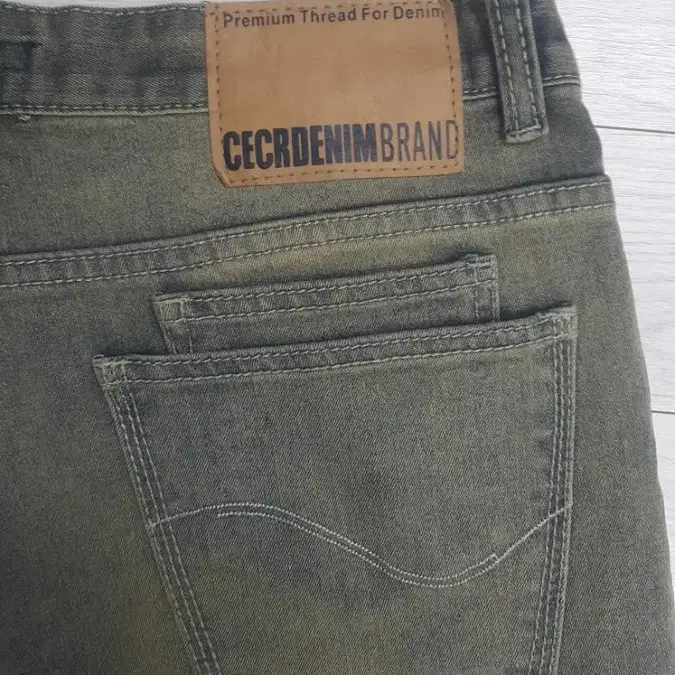 Premium Thread For Denim
CECRDENIMBRAND